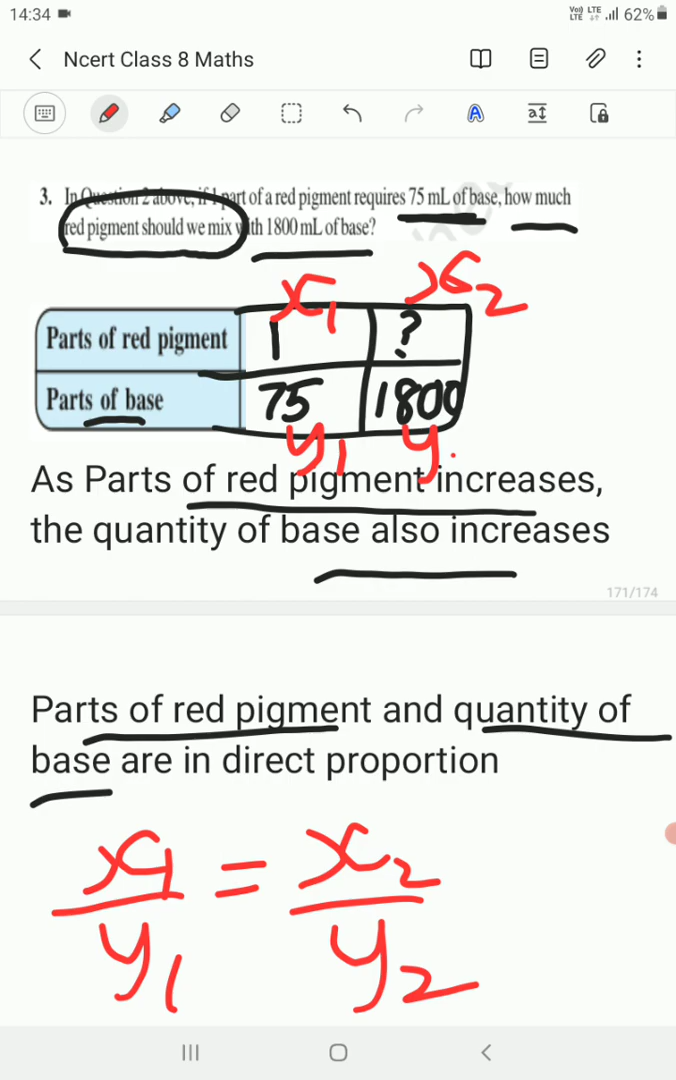 14:34 Vo) LTE LTE 62%
Ncert Class 8 Maths
3. In Question 2 above, if 1 part of a red pigment requires 75 mL of base, how much
red pigment should we mix with 1800 mL of base?
x1 x2
Parts of red pigment 1 ?
Parts of base 75 1800
y1 y.
As Parts of red pigment increases,
the quantity of base also increases
171/174
Parts of red pigment and quantity of
base are in direct proportion
x1 = x2
y1 y2